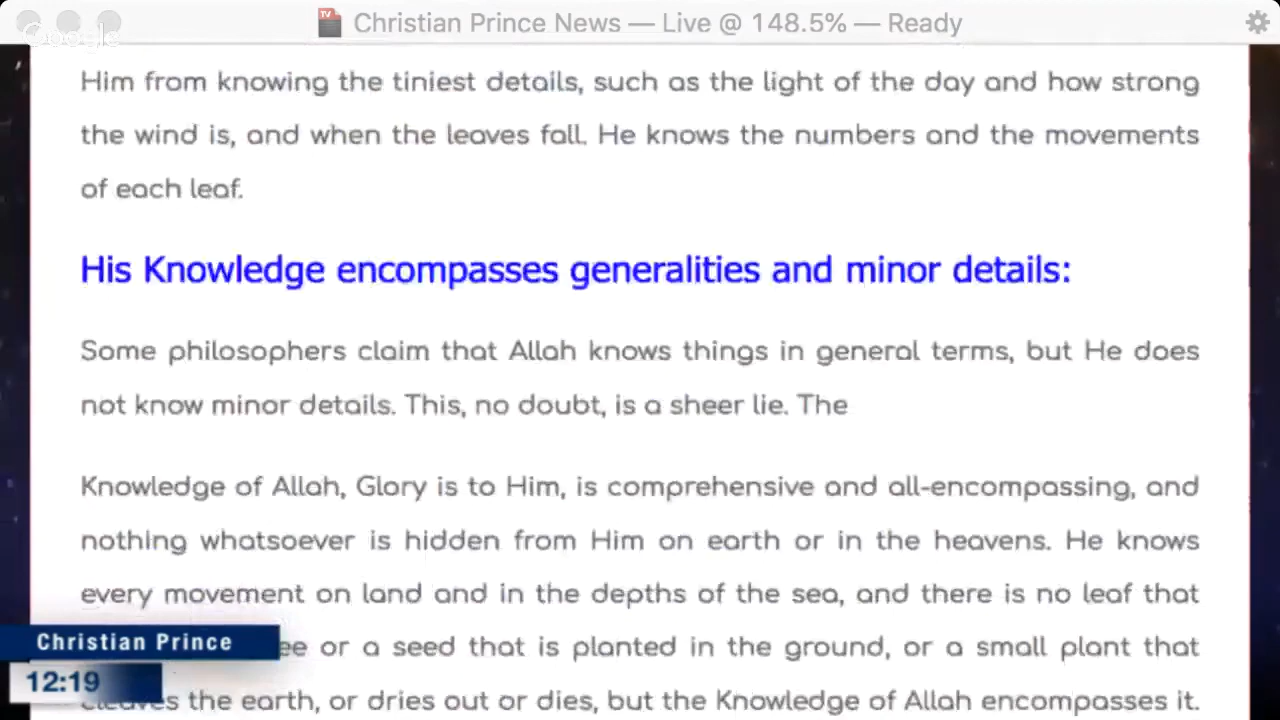 Christian Prince News — Live @ 148.5% — Ready
Google
Him from knowing the tiniest details, such as the light of the day and how strong
the wind is, and when the leaves fall. He knows the numbers and the movements
of each leaf.
His Knowledge encompasses generalities and minor details:
Some philosophers claim that Allah knows things in general terms, but He does
not know minor details. This, no doubt, is a sheer lie. The
Knowledge of Allah, Glory is to Him, is comprehensive and all-encompassing, and
nothing whatsoever is hidden from Him on earth or in the heavens. He knows
every movement on land and in the depths of the sea, and there is no leaf that
ee or a seed that is planted in the ground, or a small plant that
cleaves the earth, or dries out or dies, but the Knowledge of Allah encompasses it.
Christian Prince
12:19